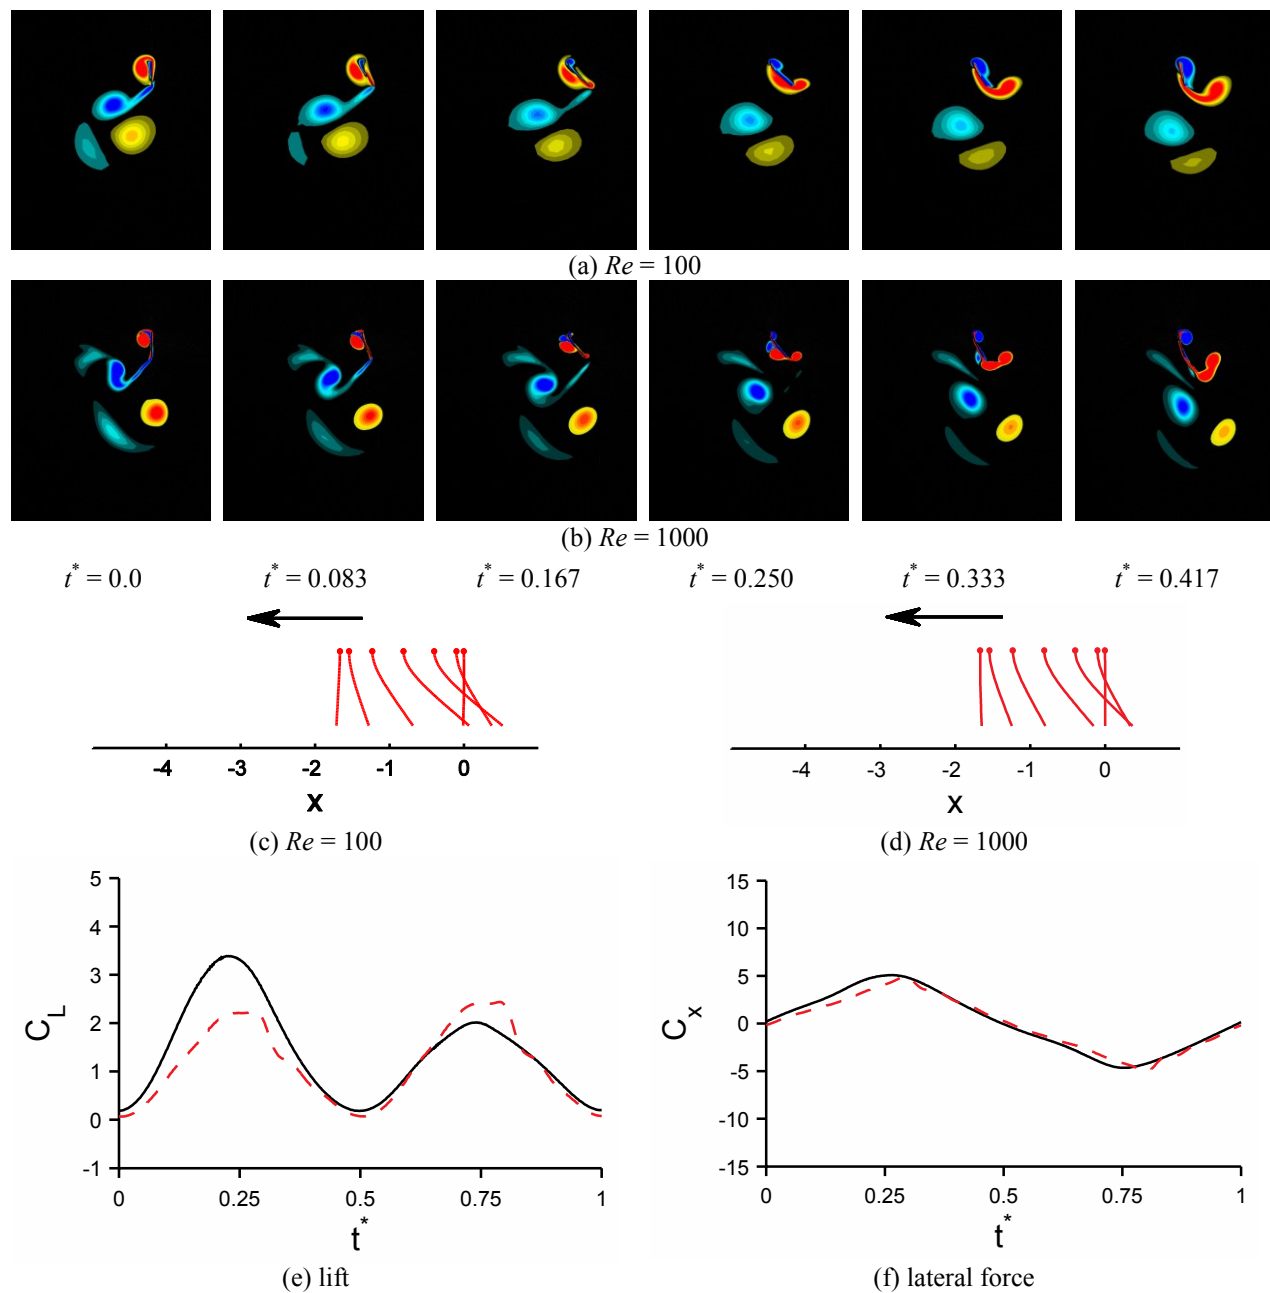 (a) Re = 100
(b) Re = 1000
t* = 0.0 t* = 0.083 t* = 0.167 t* = 0.250 t* = 0.333 t* = 0.417
-4 -3 -2 -1 0
x
-4 -3 -2 -1 0
x
(c) Re = 100
(d) Re = 1000
5
4
3
2
1
0
-1
C_L
0 0.25 0.5 0.75 1
t*
(e) lift
15
10
5
0
-5
-10
-15
C_x
0 0.25 0.5 0.75 1
t*
(f) lateral force